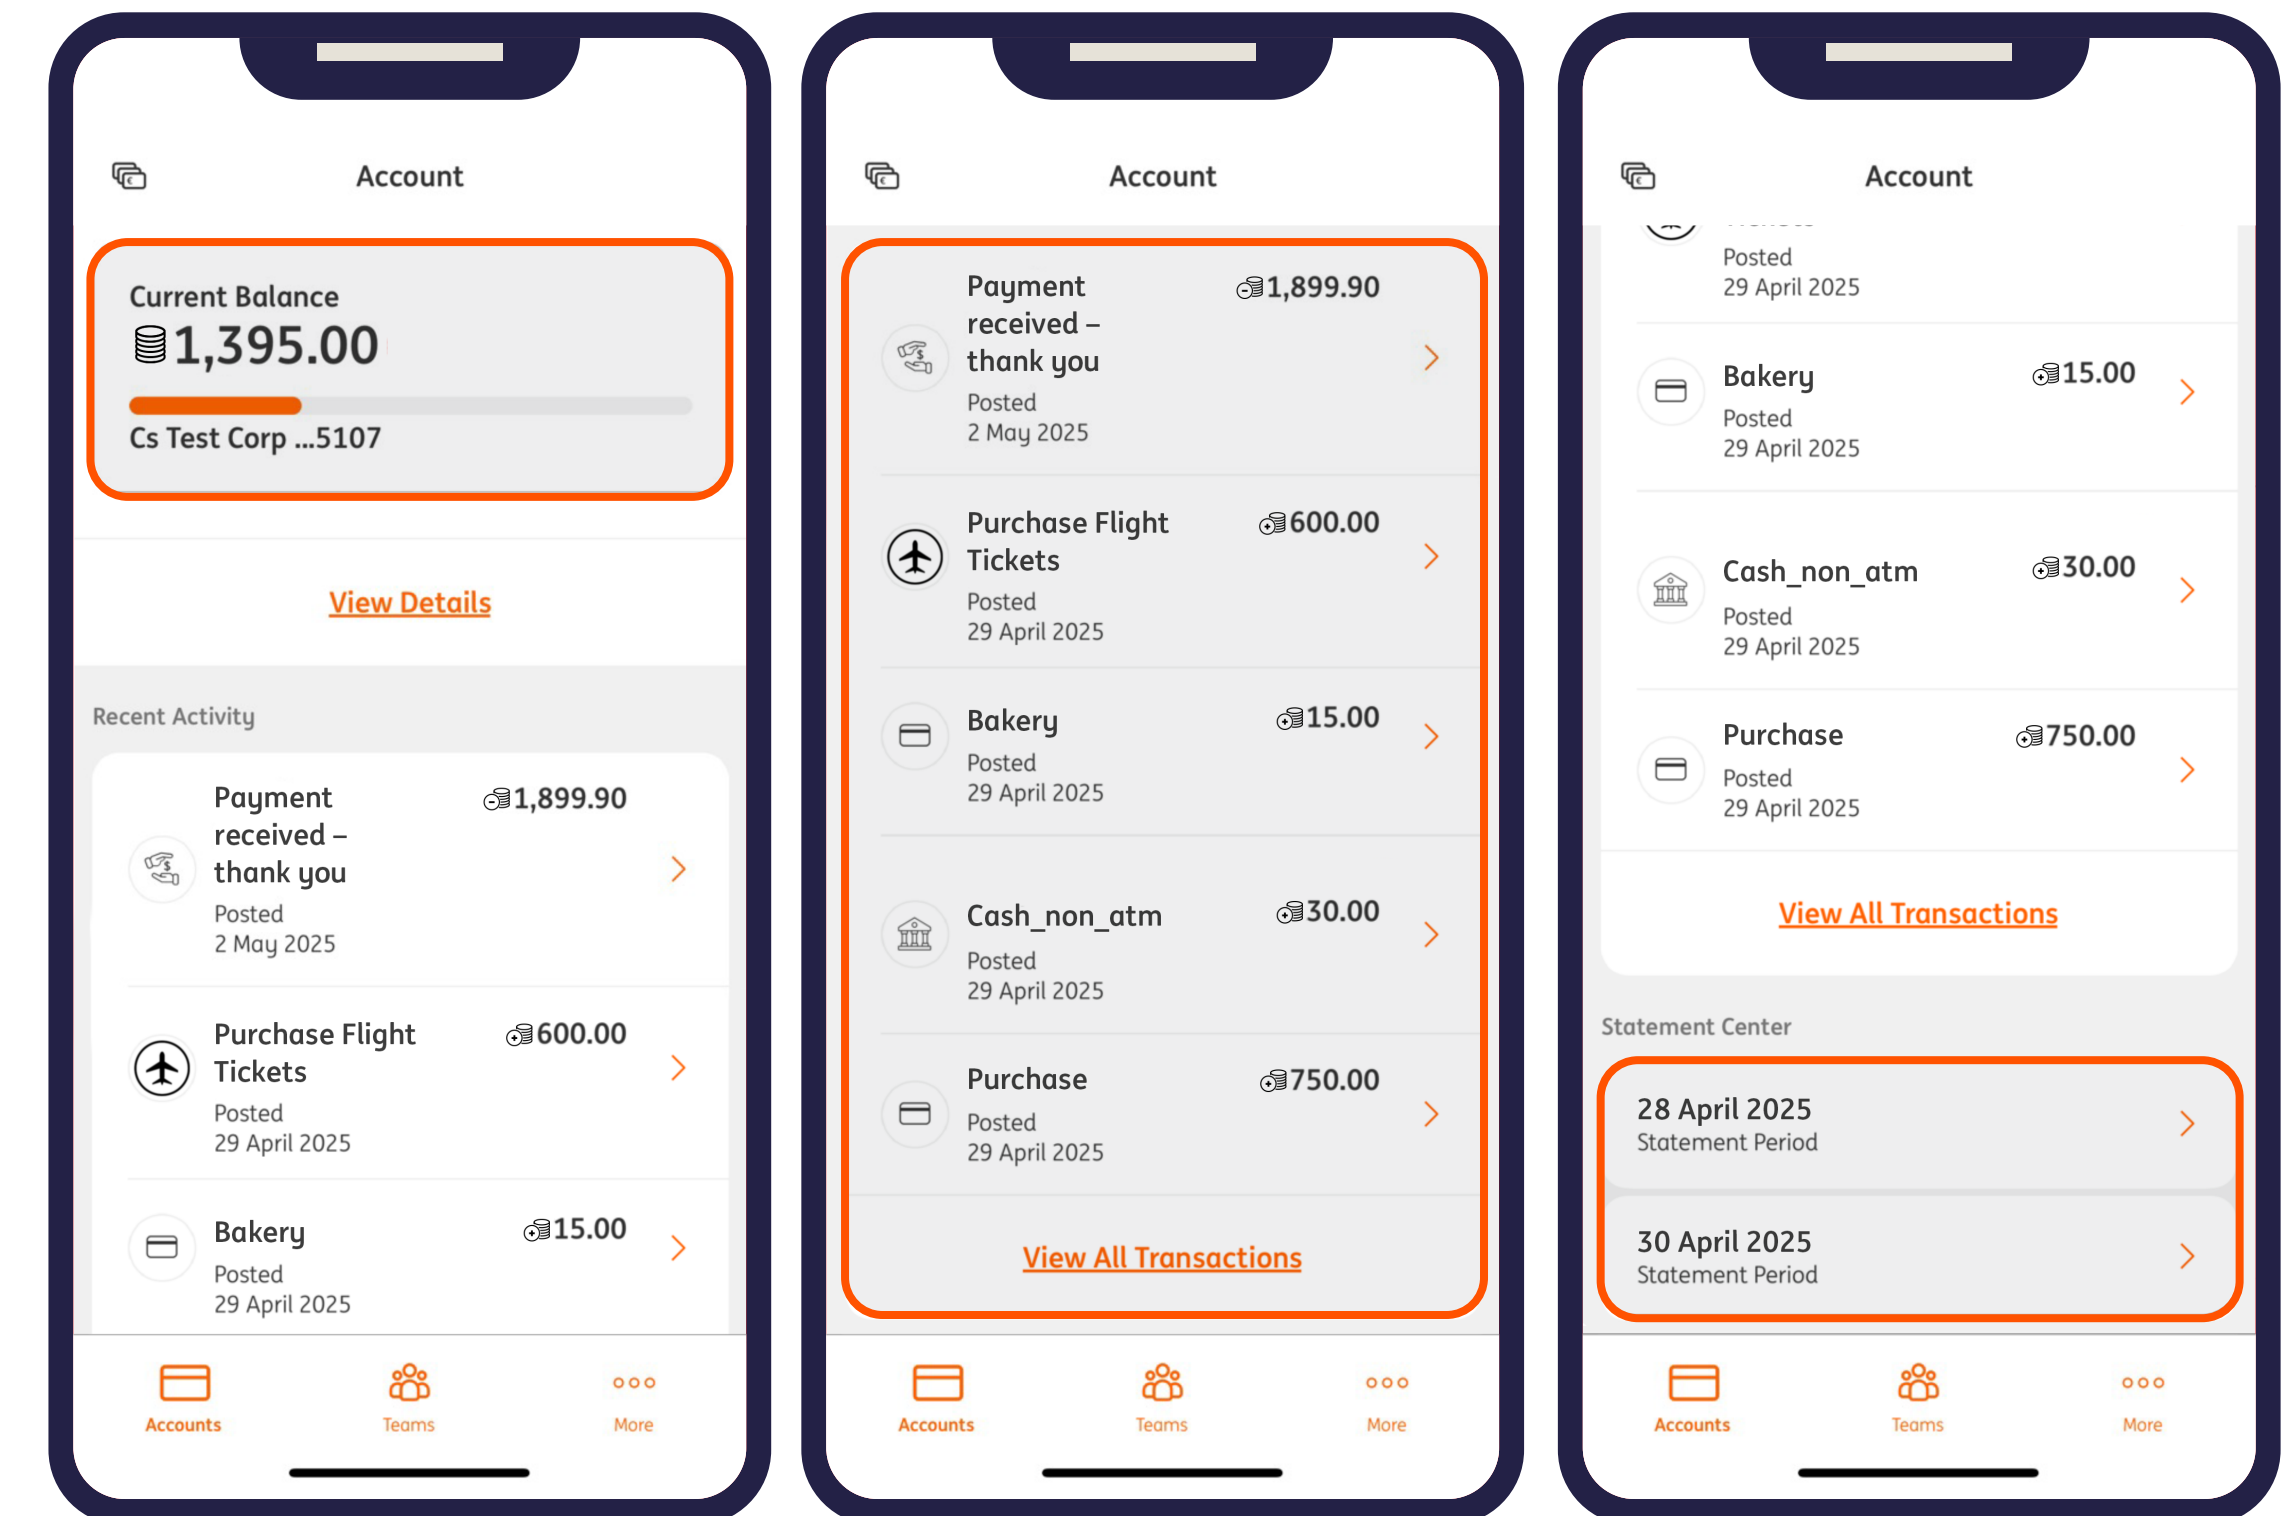 Account
Current Balance
1,395.00
Cs Test Corp ...5107
View Details
Recent Activity
Payment
received –
thank you
1,899.90
Posted
2 May 2025
Purchase Flight
Tickets
600.00
Posted
29 April 2025
Bakery
15.00
Posted
29 April 2025
Accounts
Teams
More
Account
Payment
received –
thank you
1,899.90
Posted
2 May 2025
Purchase Flight
Tickets
600.00
Posted
29 April 2025
Bakery
15.00
Posted
29 April 2025
Cash_non_atm
30.00
Posted
29 April 2025
Purchase
750.00
Posted
29 April 2025
View All Transactions
Accounts
Teams
More
Account
Posted
29 April 2025
Bakery
15.00
Posted
29 April 2025
Cash_non_atm
30.00
Posted
29 April 2025
Purchase
750.00
Posted
29 April 2025
View All Transactions
Statement Center
28 April 2025
Statement Period
30 April 2025
Statement Period
Accounts
Teams
More